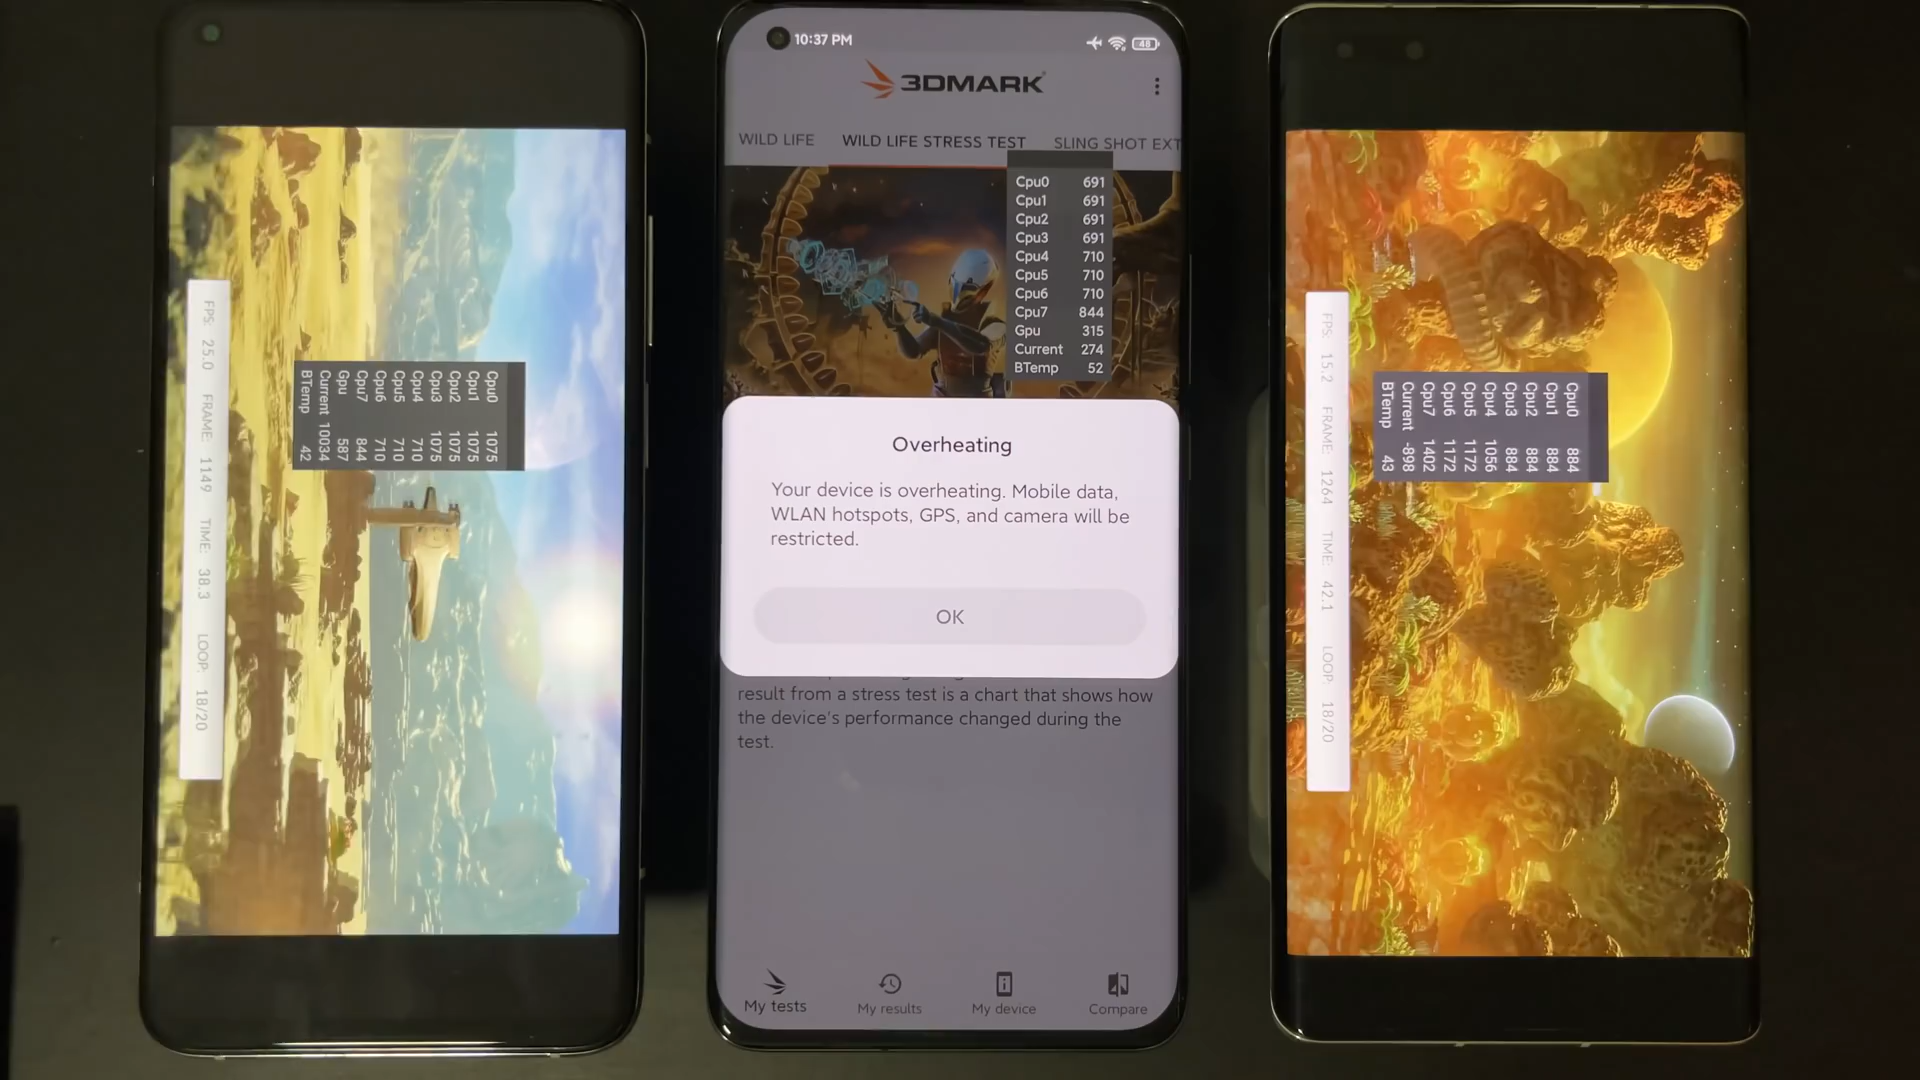 FPS: 25.0 FRAME: 1149 TIME: 38.3 LOOP: 18/20
Cpu0 1075
Cpu1 1075
Cpu2 1075
Cpu3 1075
Cpu4 710
Cpu5 710
Cpu6 710
Cpu7 844
Gpu 587
Current 10034
BTemp 42
10:37 PM
48
3DMARK
WILD LIFE WILD LIFE STRESS TEST SLING SHOT EXT
Cpu0 691
Cpu1 691
Cpu2 691
Cpu3 691
Cpu4 710
Cpu5 710
Cpu6 710
Cpu7 844
Gpu 315
Current 274
BTemp 52
Overheating
Your device is overheating. Mobile data,
WLAN hotspots, GPS, and camera will be
restricted.
OK
result from a stress test is a chart that shows how
the device's performance changed during the
test.
My tests My results My device Compare
FPS: 15.2 FRAME: 1264 TIME: 42.1 LOOP: 18/20
Cpu0 884
Cpu1 884
Cpu2 884
Cpu3 884
Cpu4 1056
Cpu5 1172
Cpu6 1172
Cpu7 1402
Current -898
BTemp 43